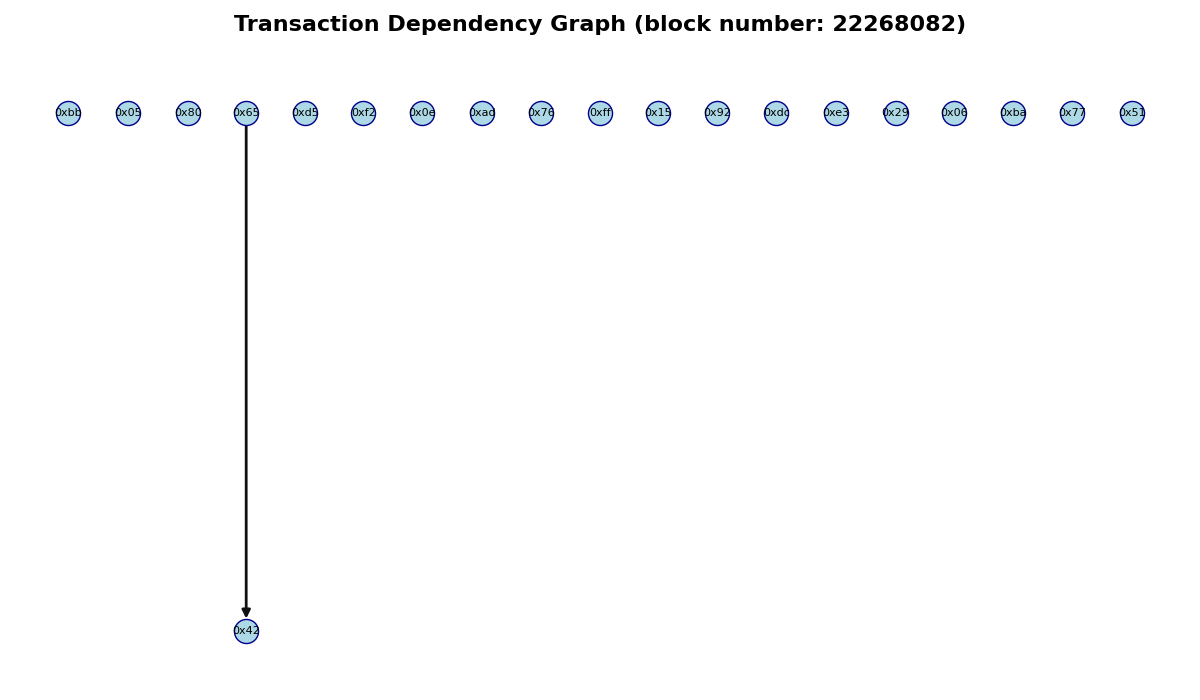 Transaction Dependency Graph (block number: 22268082)
0xbb 0x05 0x80 0x65 0xd5 0xf2 0x0e 0xad 0x76 0xff 0x15 0x92 0xdc 0xe3 0x29 0x06 0xba 0x77 0x51
0x42